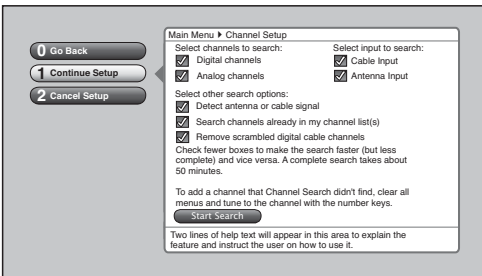 0 Go Back
1 Continue Setup
2 Cancel Setup
Main Menu ▶ Channel Setup
Select channels to search:
Digital channels
Analog channels
Select input to search:
Cable Input
Antenna Input
Select other search options:
Detect antenna or cable signal
Search channels already in my channel list(s)
Remove scrambled digital cable channels
Check fewer boxes to make the search faster (but less
complete) and vice versa. A complete search takes about
50 minutes.
To add a channel that Channel Search didn't find, clear all
menus and tune to the channel with the number keys.
Start Search
Two lines of help text will appear in this area to explain the
feature and instruct the user on how to use it.